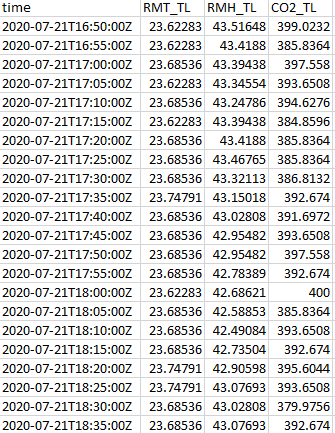 time RMT_TL RMH_TL CO2_TL
2020-07-21T16:50:00Z 23.62283 43.51648 399.0232
2020-07-21T16:55:00Z 23.62283 43.4188 385.8364
2020-07-21T17:00:00Z 23.68536 43.39438 397.558
2020-07-21T17:05:00Z 23.62283 43.34554 393.6508
2020-07-21T17:10:00Z 23.68536 43.24786 394.6276
2020-07-21T17:15:00Z 23.62283 43.39438 384.8596
2020-07-21T17:20:00Z 23.68536 43.4188 385.8364
2020-07-21T17:25:00Z 23.68536 43.46765 385.8364
2020-07-21T17:30:00Z 23.68536 43.32113 386.8132
2020-07-21T17:35:00Z 23.74791 43.15018 392.674
2020-07-21T17:40:00Z 23.68536 43.02808 391.6972
2020-07-21T17:45:00Z 23.68536 42.95482 393.6508
2020-07-21T17:50:00Z 23.68536 42.95482 397.558
2020-07-21T17:55:00Z 23.68536 42.78389 392.674
2020-07-21T18:00:00Z 23.62283 42.68621 400
2020-07-21T18:05:00Z 23.68536 42.58853 385.8364
2020-07-21T18:10:00Z 23.68536 42.49084 393.6508
2020-07-21T18:15:00Z 23.68536 42.73504 392.674
2020-07-21T18:20:00Z 23.74791 42.90598 395.6044
2020-07-21T18:25:00Z 23.74791 43.07693 393.6508
2020-07-21T18:30:00Z 23.68536 43.02808 379.9756
2020-07-21T18:35:00Z 23.68536 43.07693 392.674